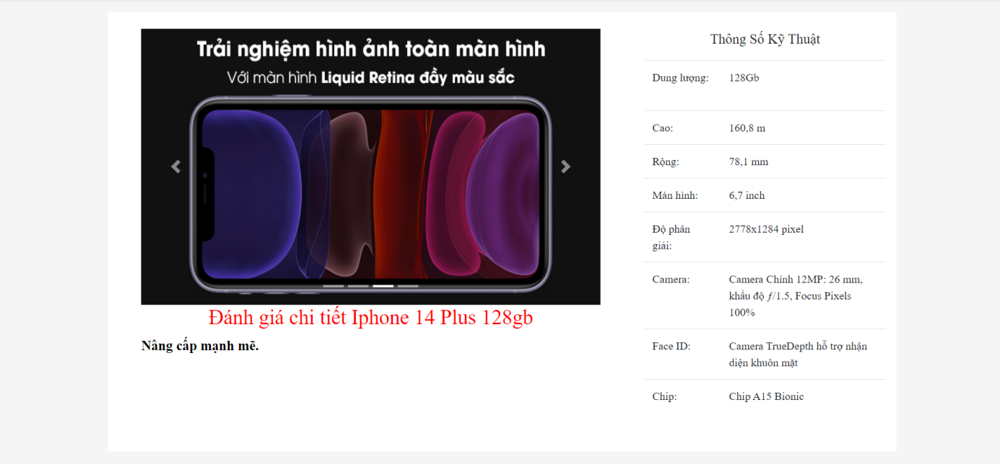 Trải nghiệm hình ảnh toàn màn hình
Với màn hình Liquid Retina đầy màu sắc
Đánh giá chi tiết Iphone 14 Plus 128gb
Nâng cấp mạnh mẽ.
Thông Số Kỹ Thuật
Dung lượng: 128Gb
Cao: 160,8 m
Rộng: 78,1 mm
Màn hình: 6,7 inch
Độ phân giải: 2778x1284 pixel
Camera: Camera Chính 12MP: 26 mm,
khẩu độ ƒ/1.5, Focus Pixels
100%
Face ID: Camera TrueDepth hỗ trợ nhận
diện khuôn mặt
Chip: Chip A15 Bionic